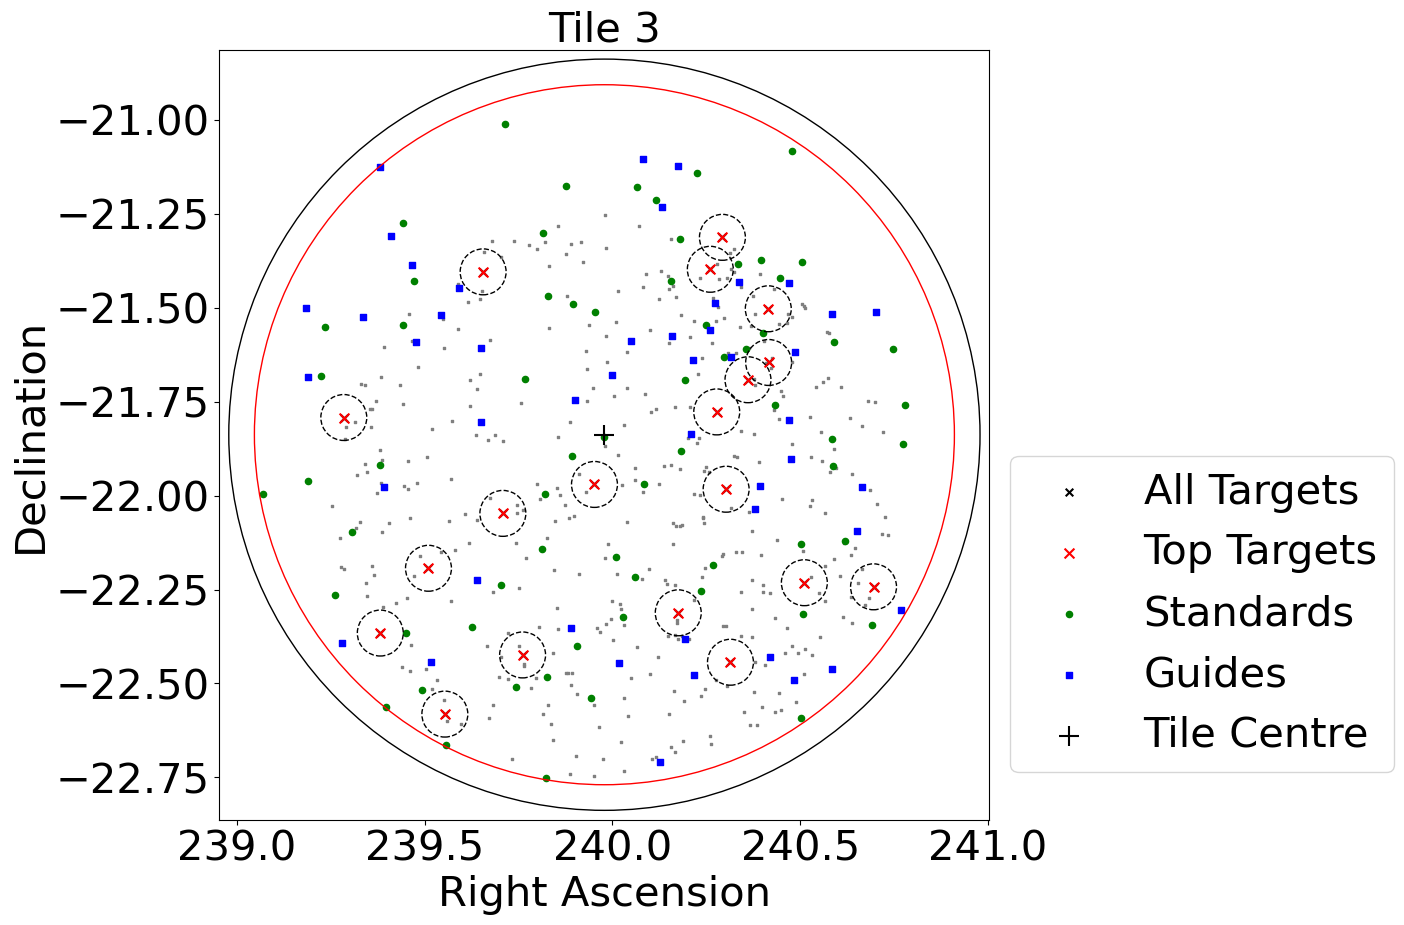 Tile 3
−21.00
−21.25
−21.50
−21.75
−22.00
−22.25
−22.50
−22.75
Declination
239.0 239.5 240.0 240.5 241.0
Right Ascension
All Targets
Top Targets
Standards
Guides
Tile Centre